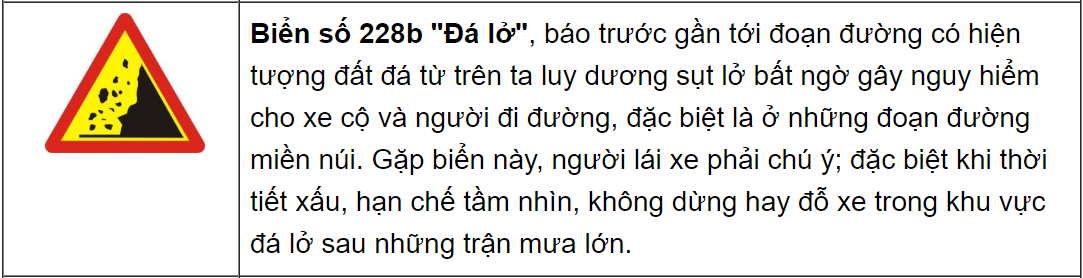 Biển số 228b "Đá lở", báo trước gần tới đoạn đường có hiện
tượng đất đá từ trên ta luy dương sụt lở bất ngờ gây nguy hiểm
cho xe cộ và người đi đường, đặc biệt là ở những đoạn đường
miền núi. Gặp biển này, người lái xe phải chú ý; đặc biệt khi thời
tiết xấu, hạn chế tầm nhìn, không dừng hay đỗ xe trong khu vực
đá lở sau những trận mưa lớn.